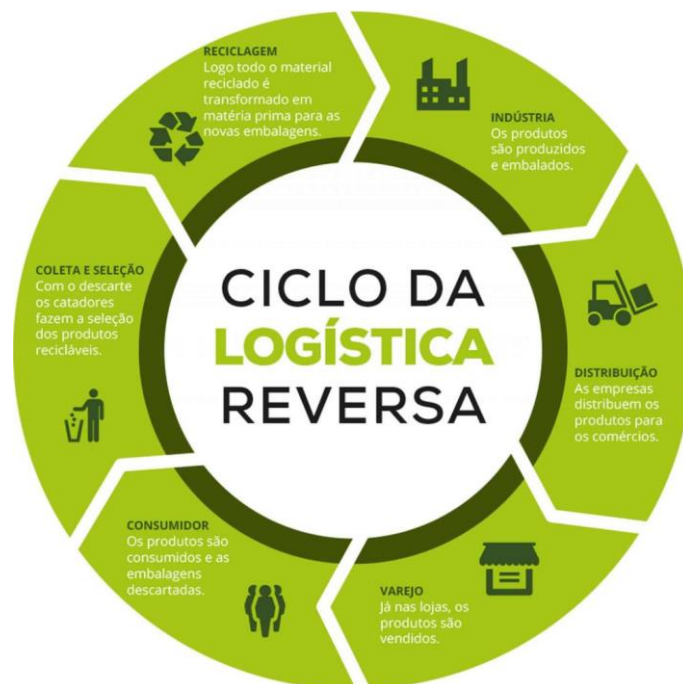 CICLO DA
LOGÍSTICA
REVERSA
INDÚSTRIA
Os produtos
são produzidos
e embalados.
DISTRIBUIÇÃO
As empresas
distribuem os
produtos para
os comércios.
VAREJO
Já nas lojas, os
produtos são
vendidos.
CONSUMIDOR
Os produtos são
consumidos e as
embalagens
descartadas.
COLETA E SELEÇÃO
Com o descarte
os catadores
fazem a seleção
dos produtos
recicláveis.
RECICLAGEM
Logo todo o material
reciclado é
transformado em
matéria prima para as
novas embalagens.